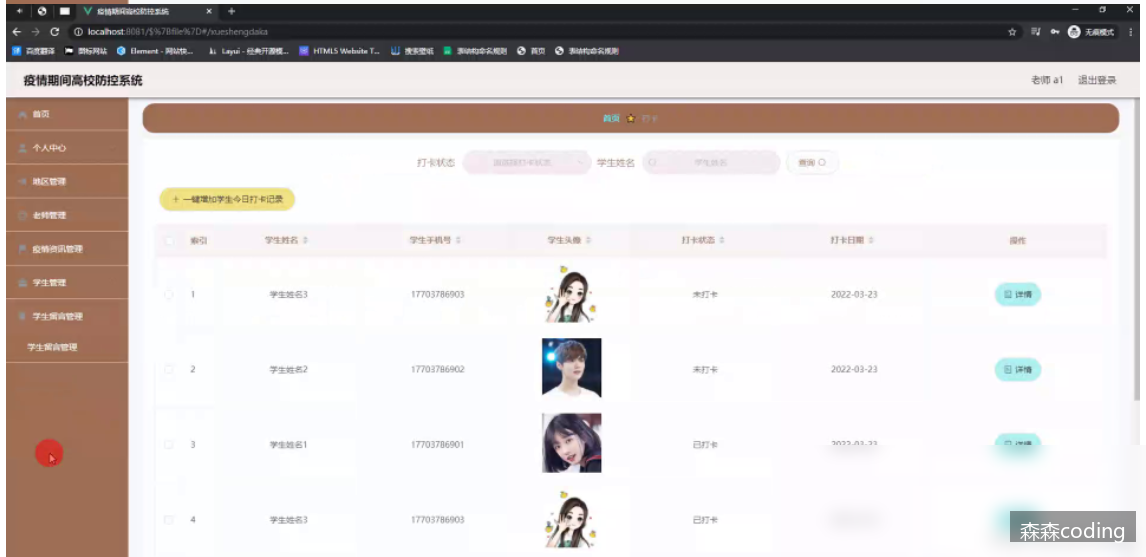 疫情期间高校防控系统
localhost:8081/$%7Bfile%7D#/xueshengdaka
无痕模式
百度翻译
Element - 网站快...
Layui - 经典开源模...
HTML5 Website T...
搜索壁纸
表结构命名规则
首页
表结构命名规则
疫情期间高校防控系统
老师 a1
退出登录
首页
个人中心
地区管理
老师管理
疫情资讯管理
学生管理
学生留言管理
学生留言管理
首页
打卡
打卡状态
请选择打卡状态
学生姓名
学生姓名
查询
+ 一键增加学生今日打卡记录
索引 学生姓名 学生手机号 学生头像 打卡状态 打卡日期 操作
1 学生姓名3 17703786903 未打卡 2022-03-23 详情
2 学生姓名2 17703786902 未打卡 2022-03-23 详情
3 学生姓名1 17703786901 已打卡 2022-03-23 详情
4 学生姓名3 17703786903 已打卡
森森coding